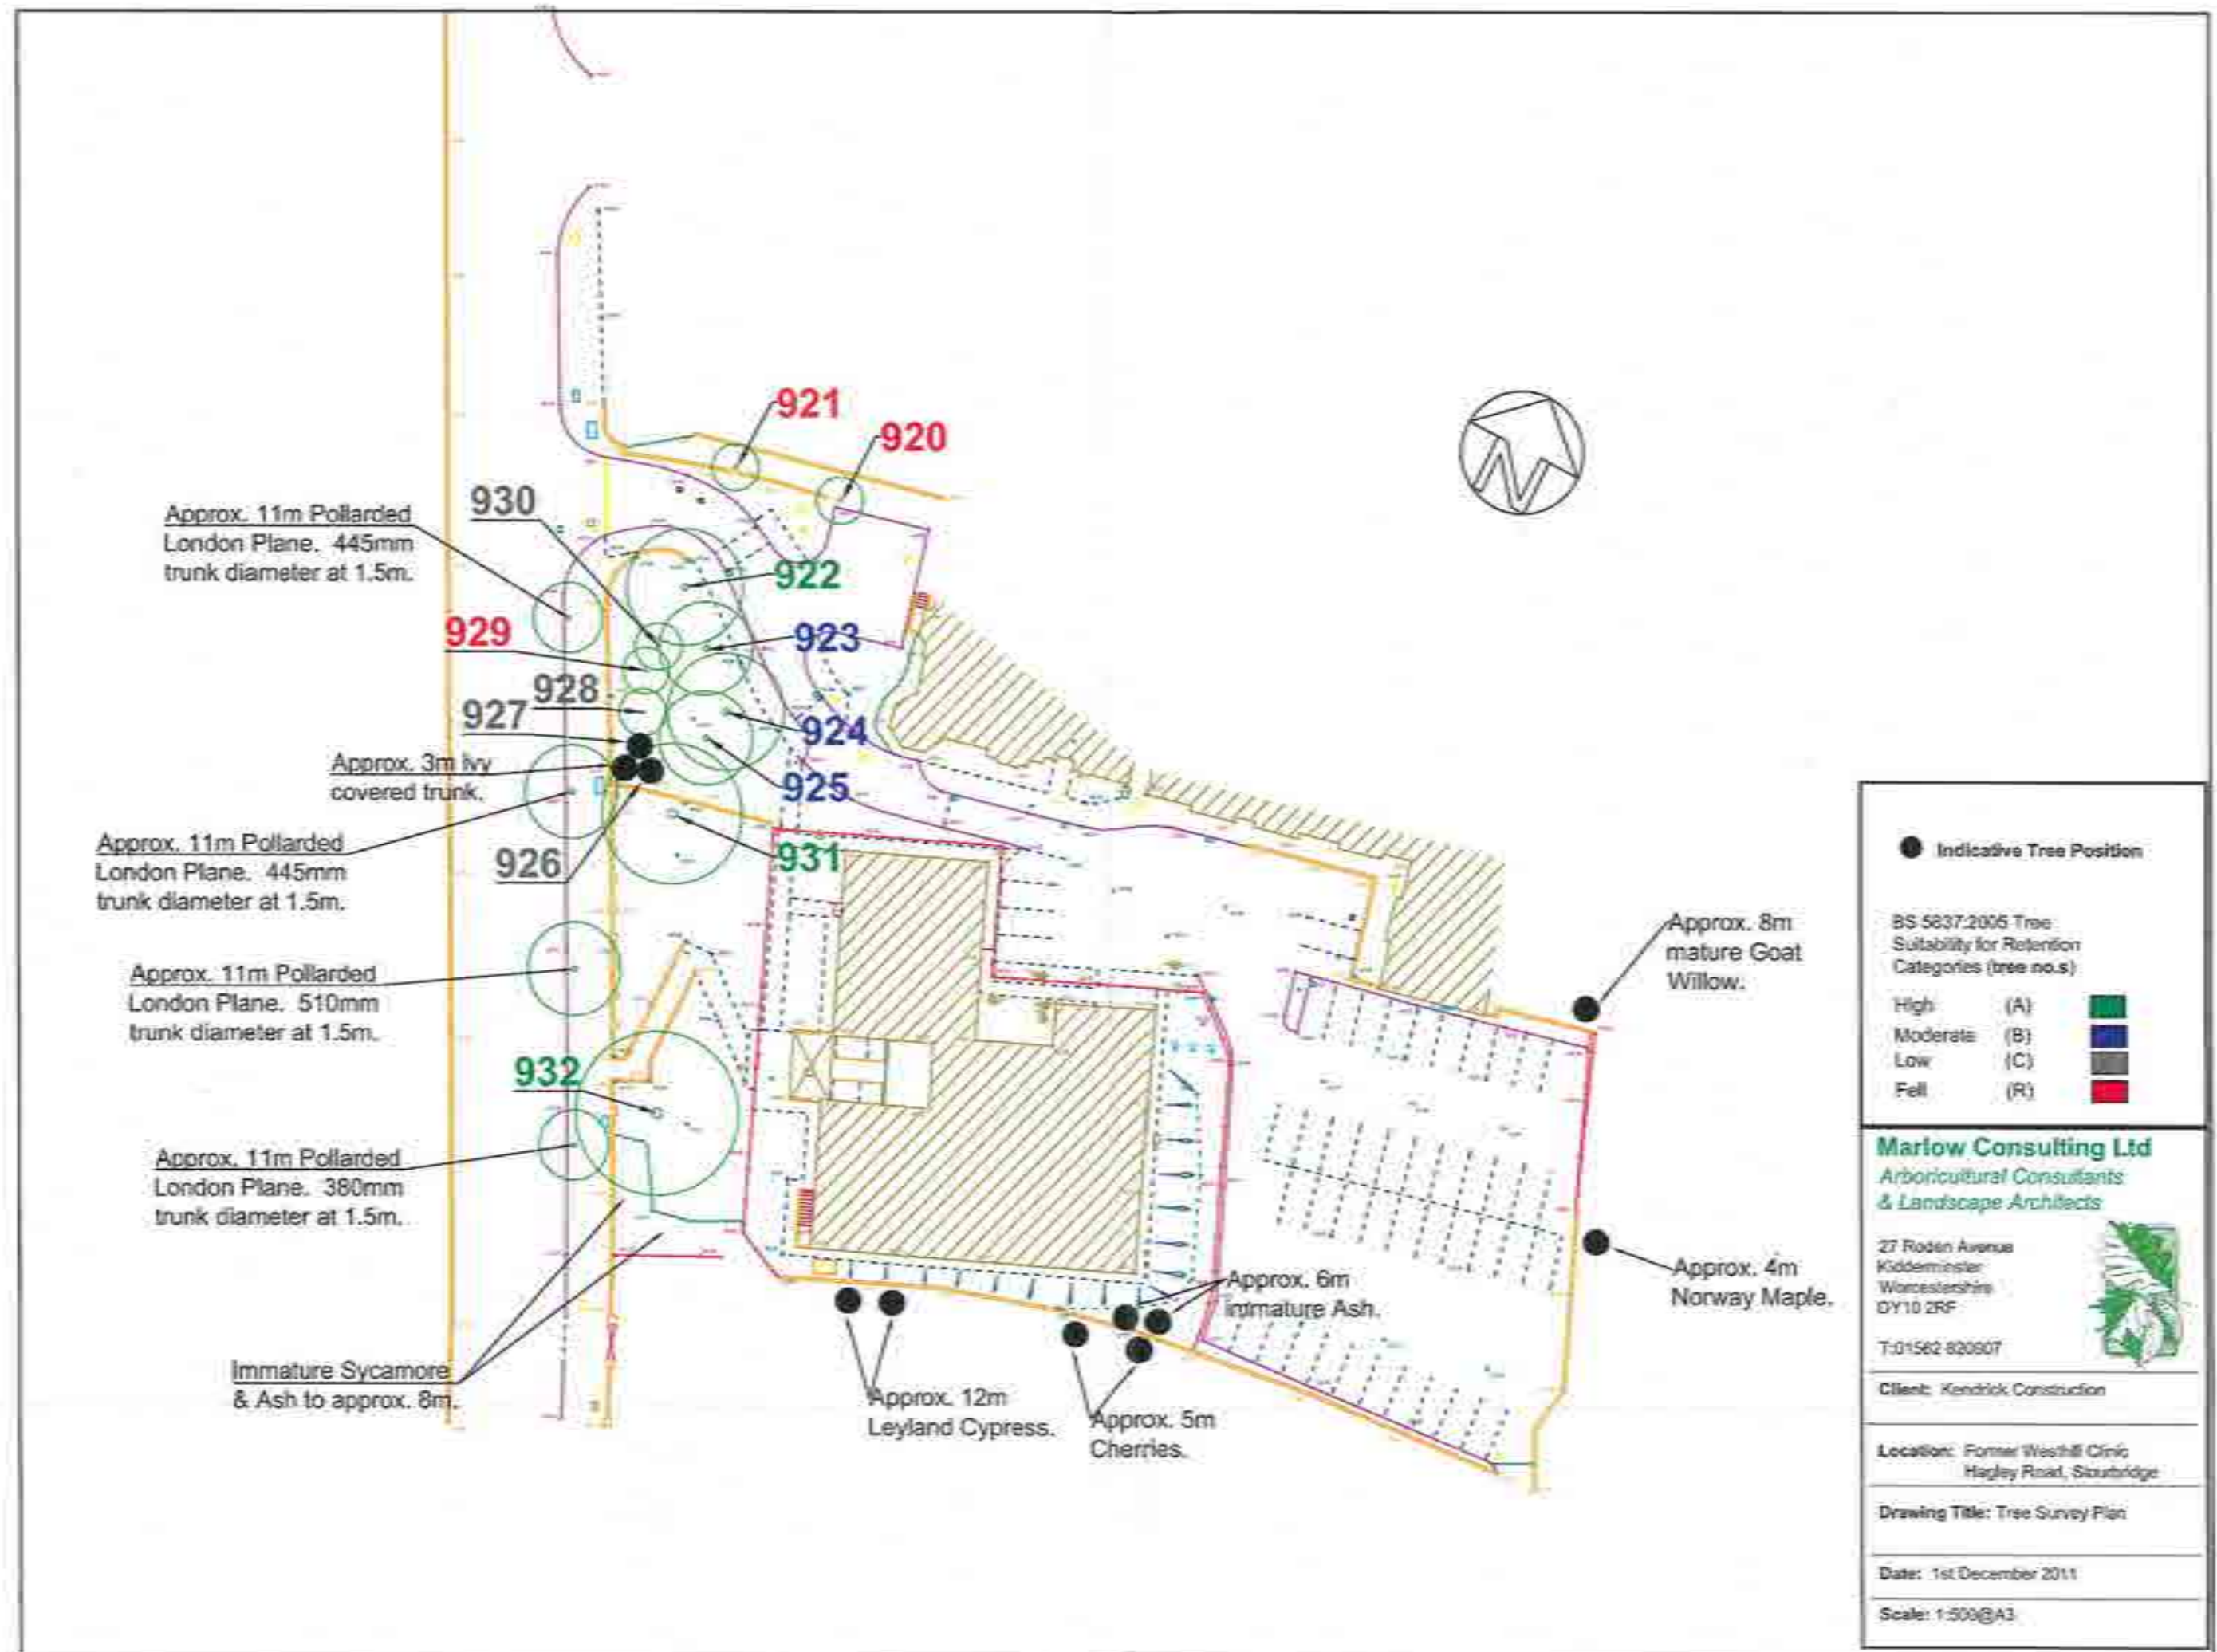 921
920
930
Approx. 11m Pollarded
London Plane. 445mm
trunk diameter at 1.5m.
922
929
923
928
927
924
Approx. 3m Ivy
covered trunk.
925
Approx. 11m Pollarded
London Plane. 445mm
trunk diameter at 1.5m.
931
926
Approx. 11m Pollarded
London Plane. 510mm
trunk diameter at 1.5m.
932
Approx. 11m Pollarded
London Plane. 380mm
trunk diameter at 1.5m.
Immature Sycamore
& Ash to approx. 8m.
Approx. 12m
Leyland Cypress.
Approx. 5m
Cherries.
Approx. 6m
immature Ash.
Approx. 8m
mature Goat
Willow.
Approx. 4m
Norway Maple.
N
Indicative Tree Position
BS 5837:2005 Tree
Suitability for Retention
Categories (tree no.s)
High (A)
Moderate (B)
Low (C)
Fell (R)
Marlow Consulting Ltd
Arboricultural Consultants
& Landscape Architects
27 Roden Avenue
Kidderminster
Worcestershire
DY10 2RF
T:01562 820907
Client: Kendrick Construction
Location: Former Westhill Clinic
Hagley Road, Stourbridge
Drawing Title: Tree Survey Plan
Date: 1st December 2011
Scale: 1:500@A3